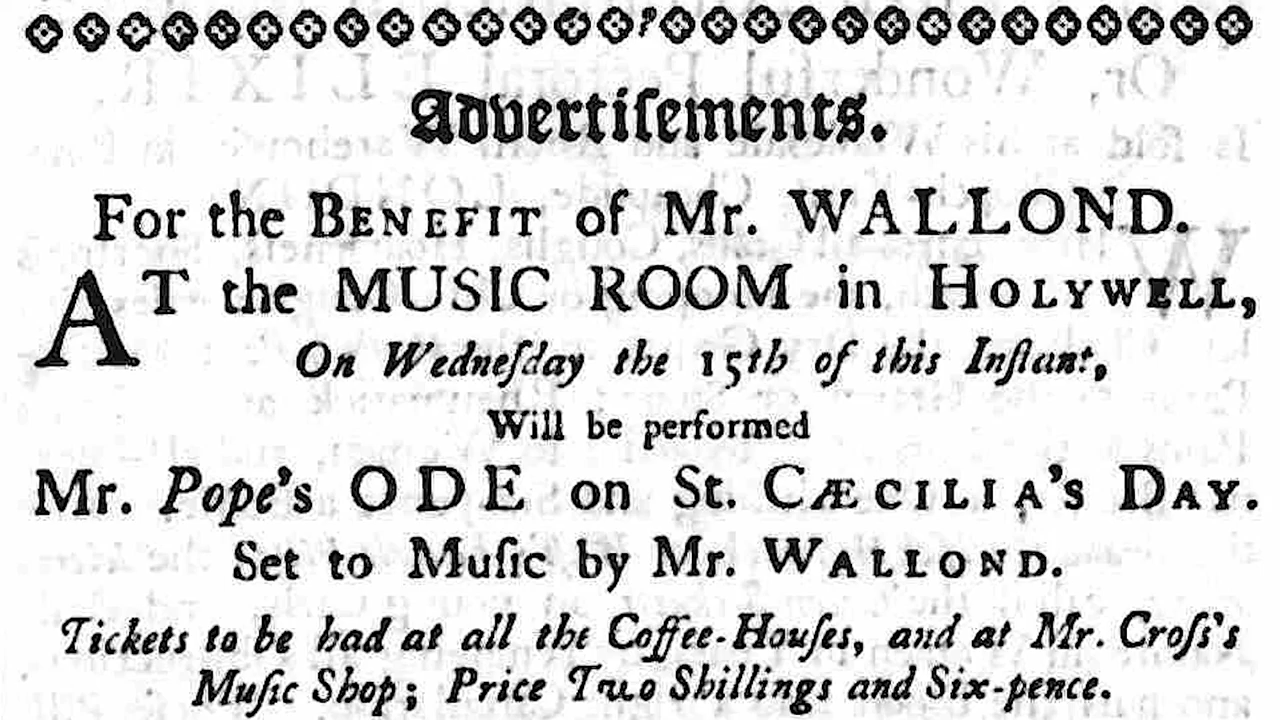 Advertiſements.
For the BENEFIT of Mr. WALLOND.
AT the MUSIC ROOM in HOLYWELL,
On Wedneſday the 15th of this Inſtant,
Will be performed
Mr. Pope's ODE on St. CÆCILIA's DAY.
Set to Muſic by Mr. WALLOND.
Tickets to be had at all the Coffee-Houſes, and at Mr. Croſs's
Muſic Shop; Price Two Shillings and Six-pence.